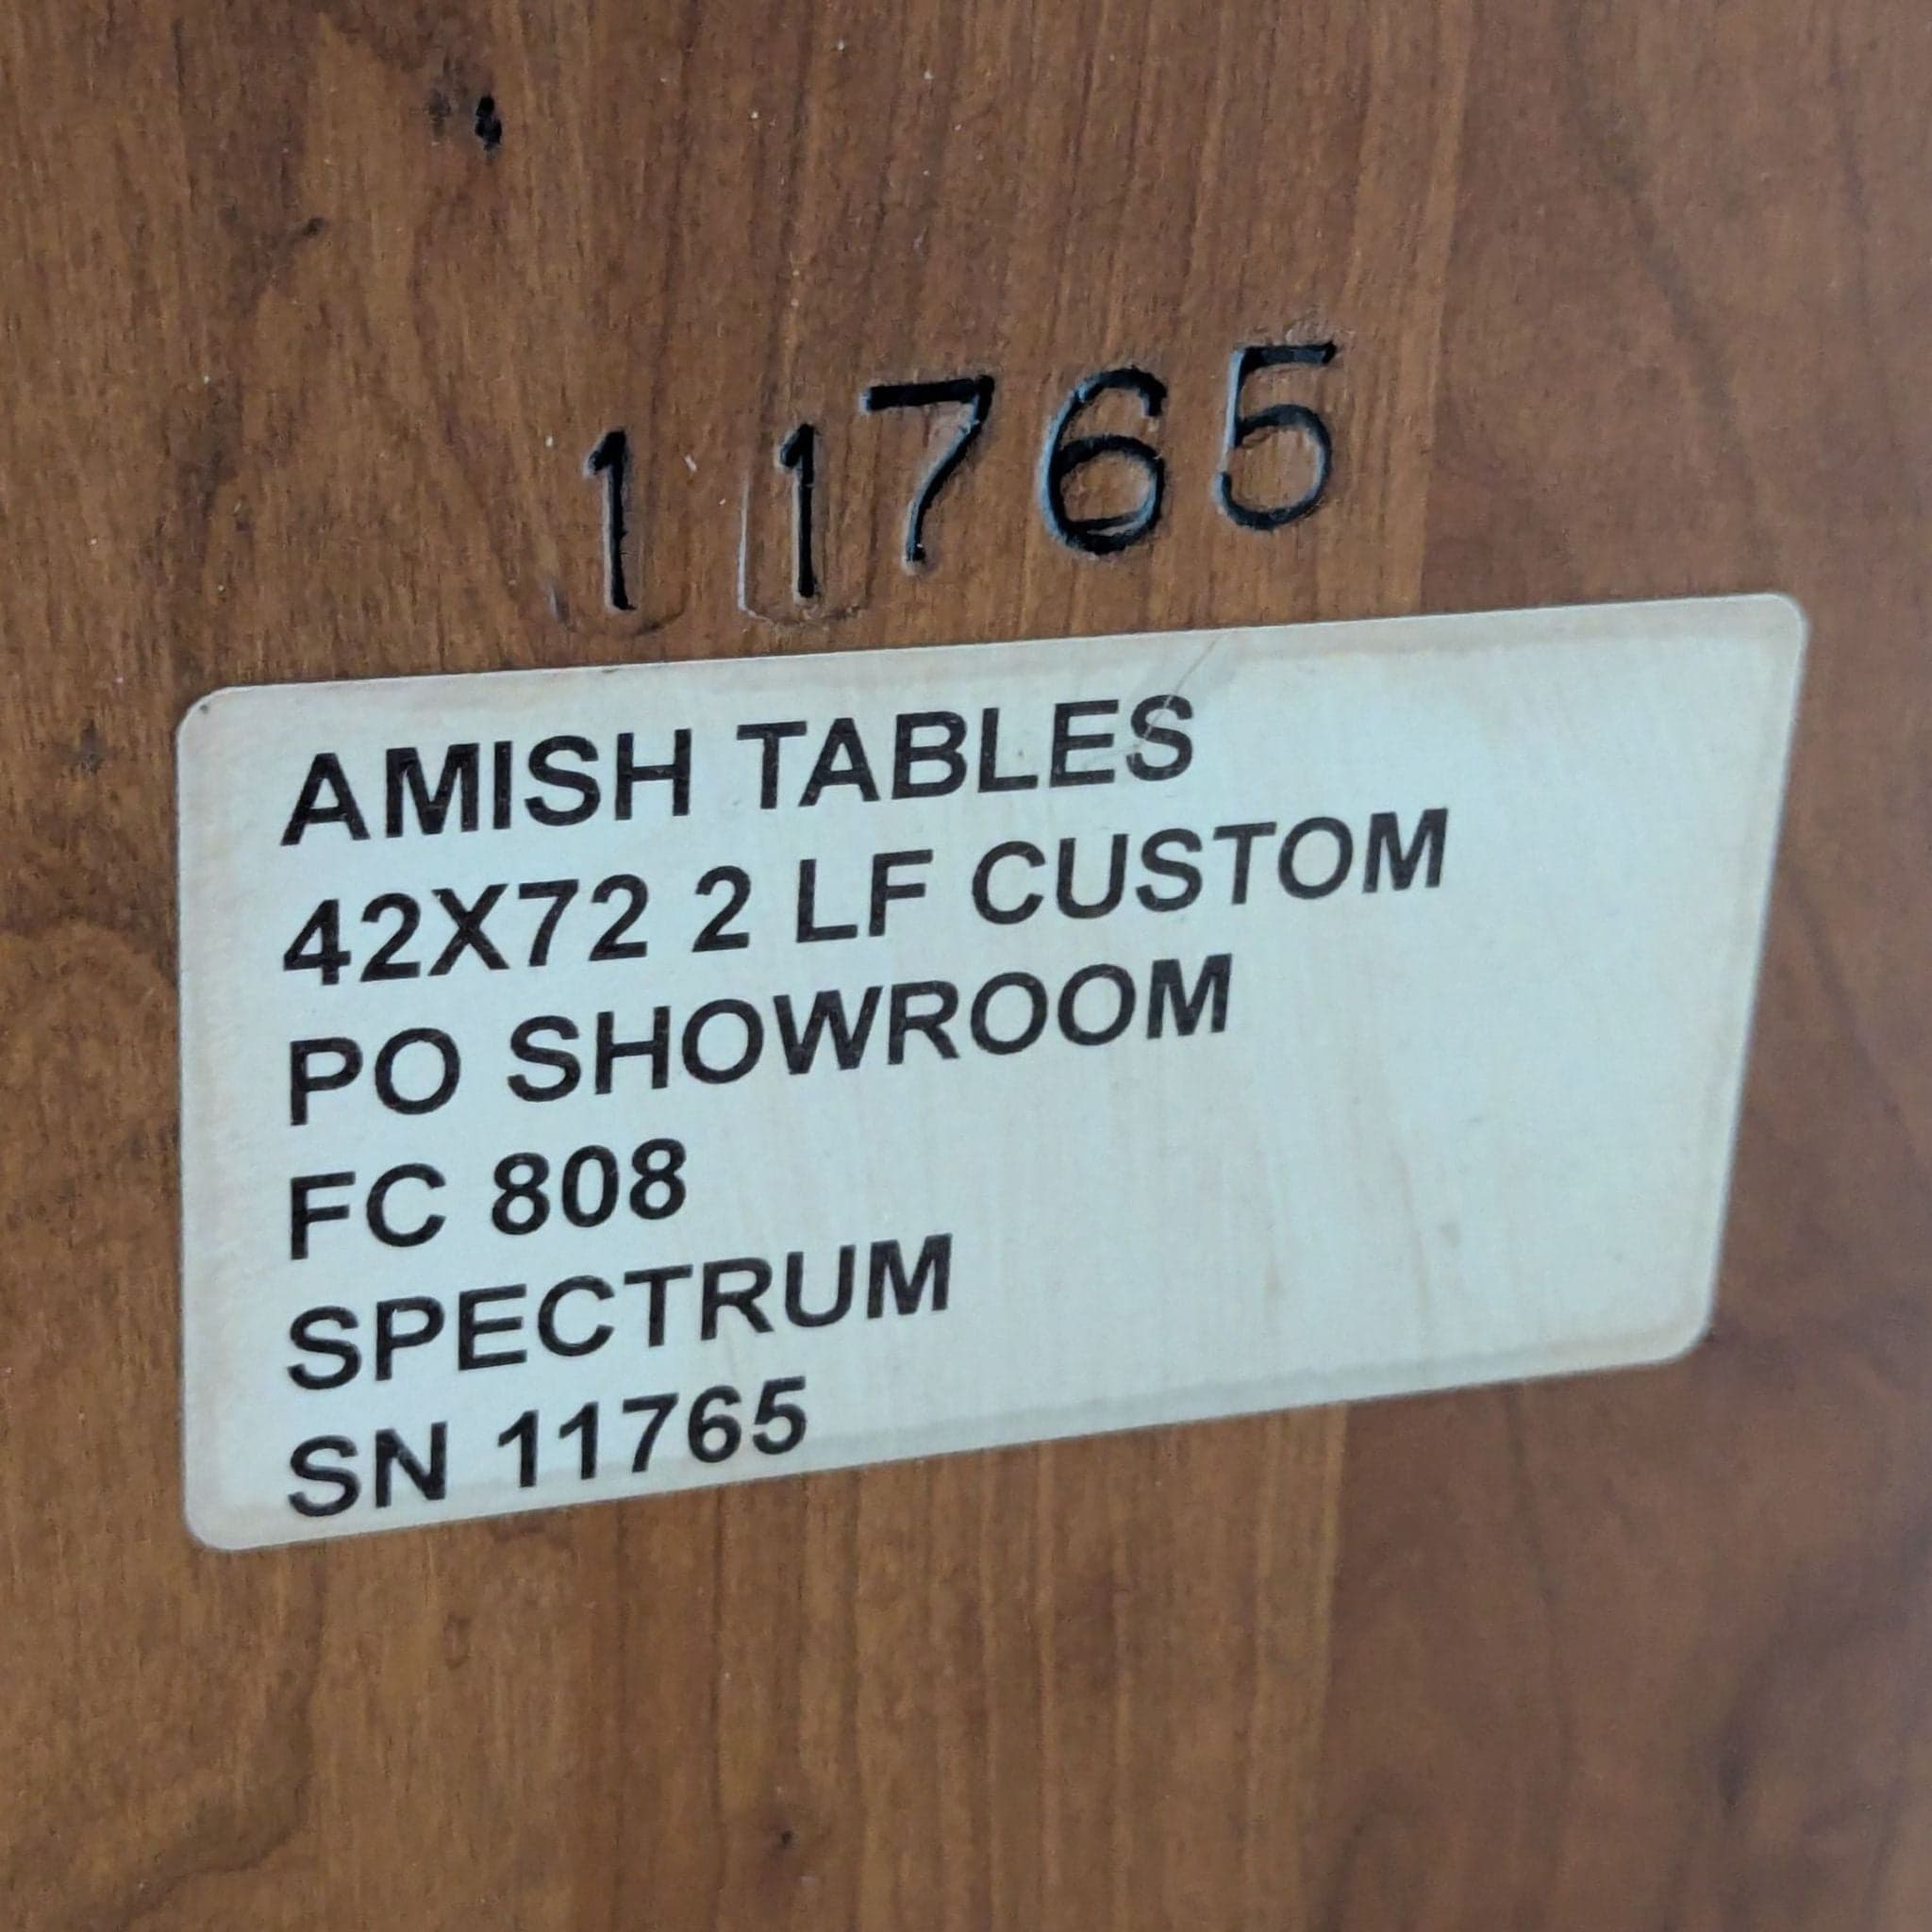 11765
AMISH TABLES
42X72 2 LF CUSTOM
PO SHOWROOM
FC 808
SPECTRUM
SN 11765